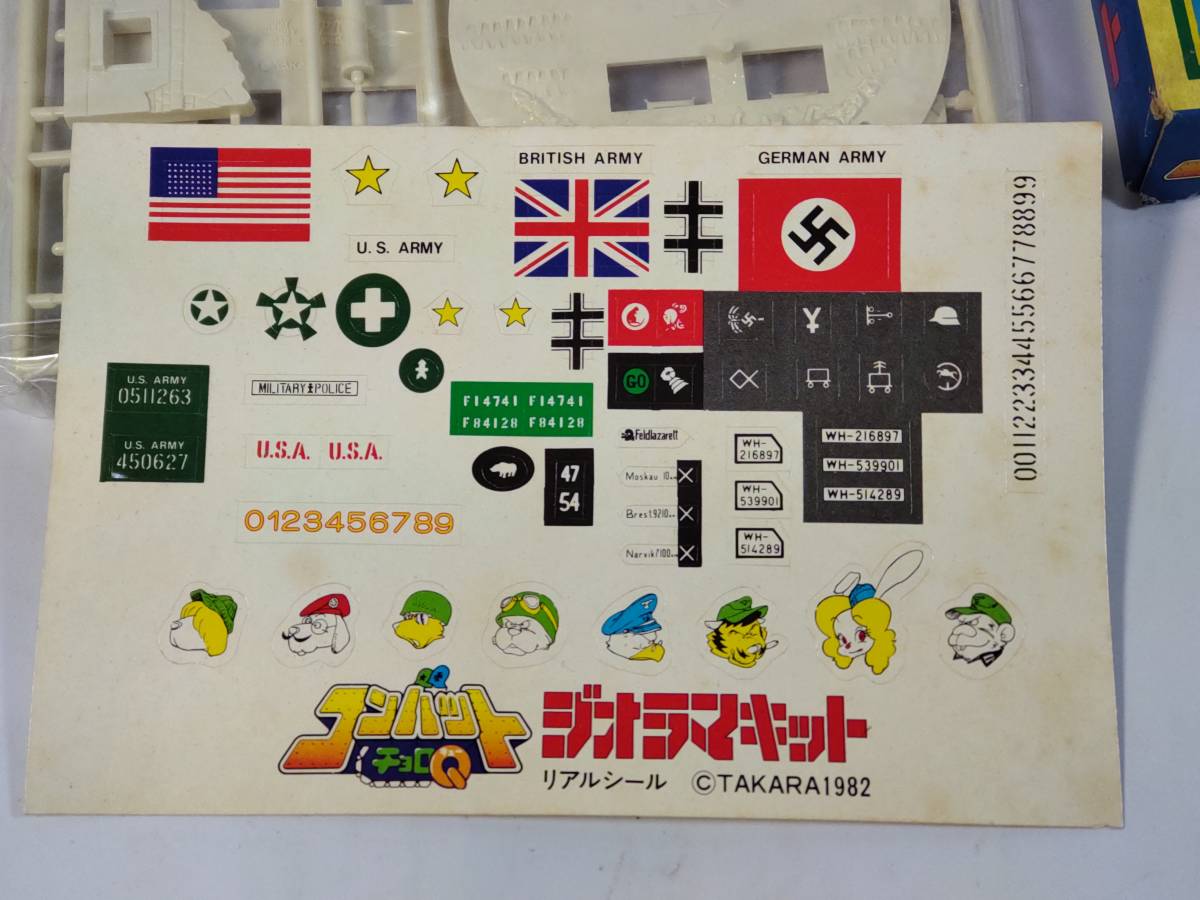 BRITISH ARMY
GERMAN ARMY
U.S. ARMY
00112233445566778899
U.S. ARMY
0511263
U.S. ARMY
450627
MILITARY POLICE
U.S.A. U.S.A.
0123456789
F14741 F14741
F84128 F84128
GO
47
54
Feldlazarett
Moskau 10km
Brest
Narvik
WH-
216897
WH-
539901
WH-
514289
WH-216897
WH-539901
WH-514289
コンバット
チョロQ
ジオラマキット
リアルシール ©TAKARA1982